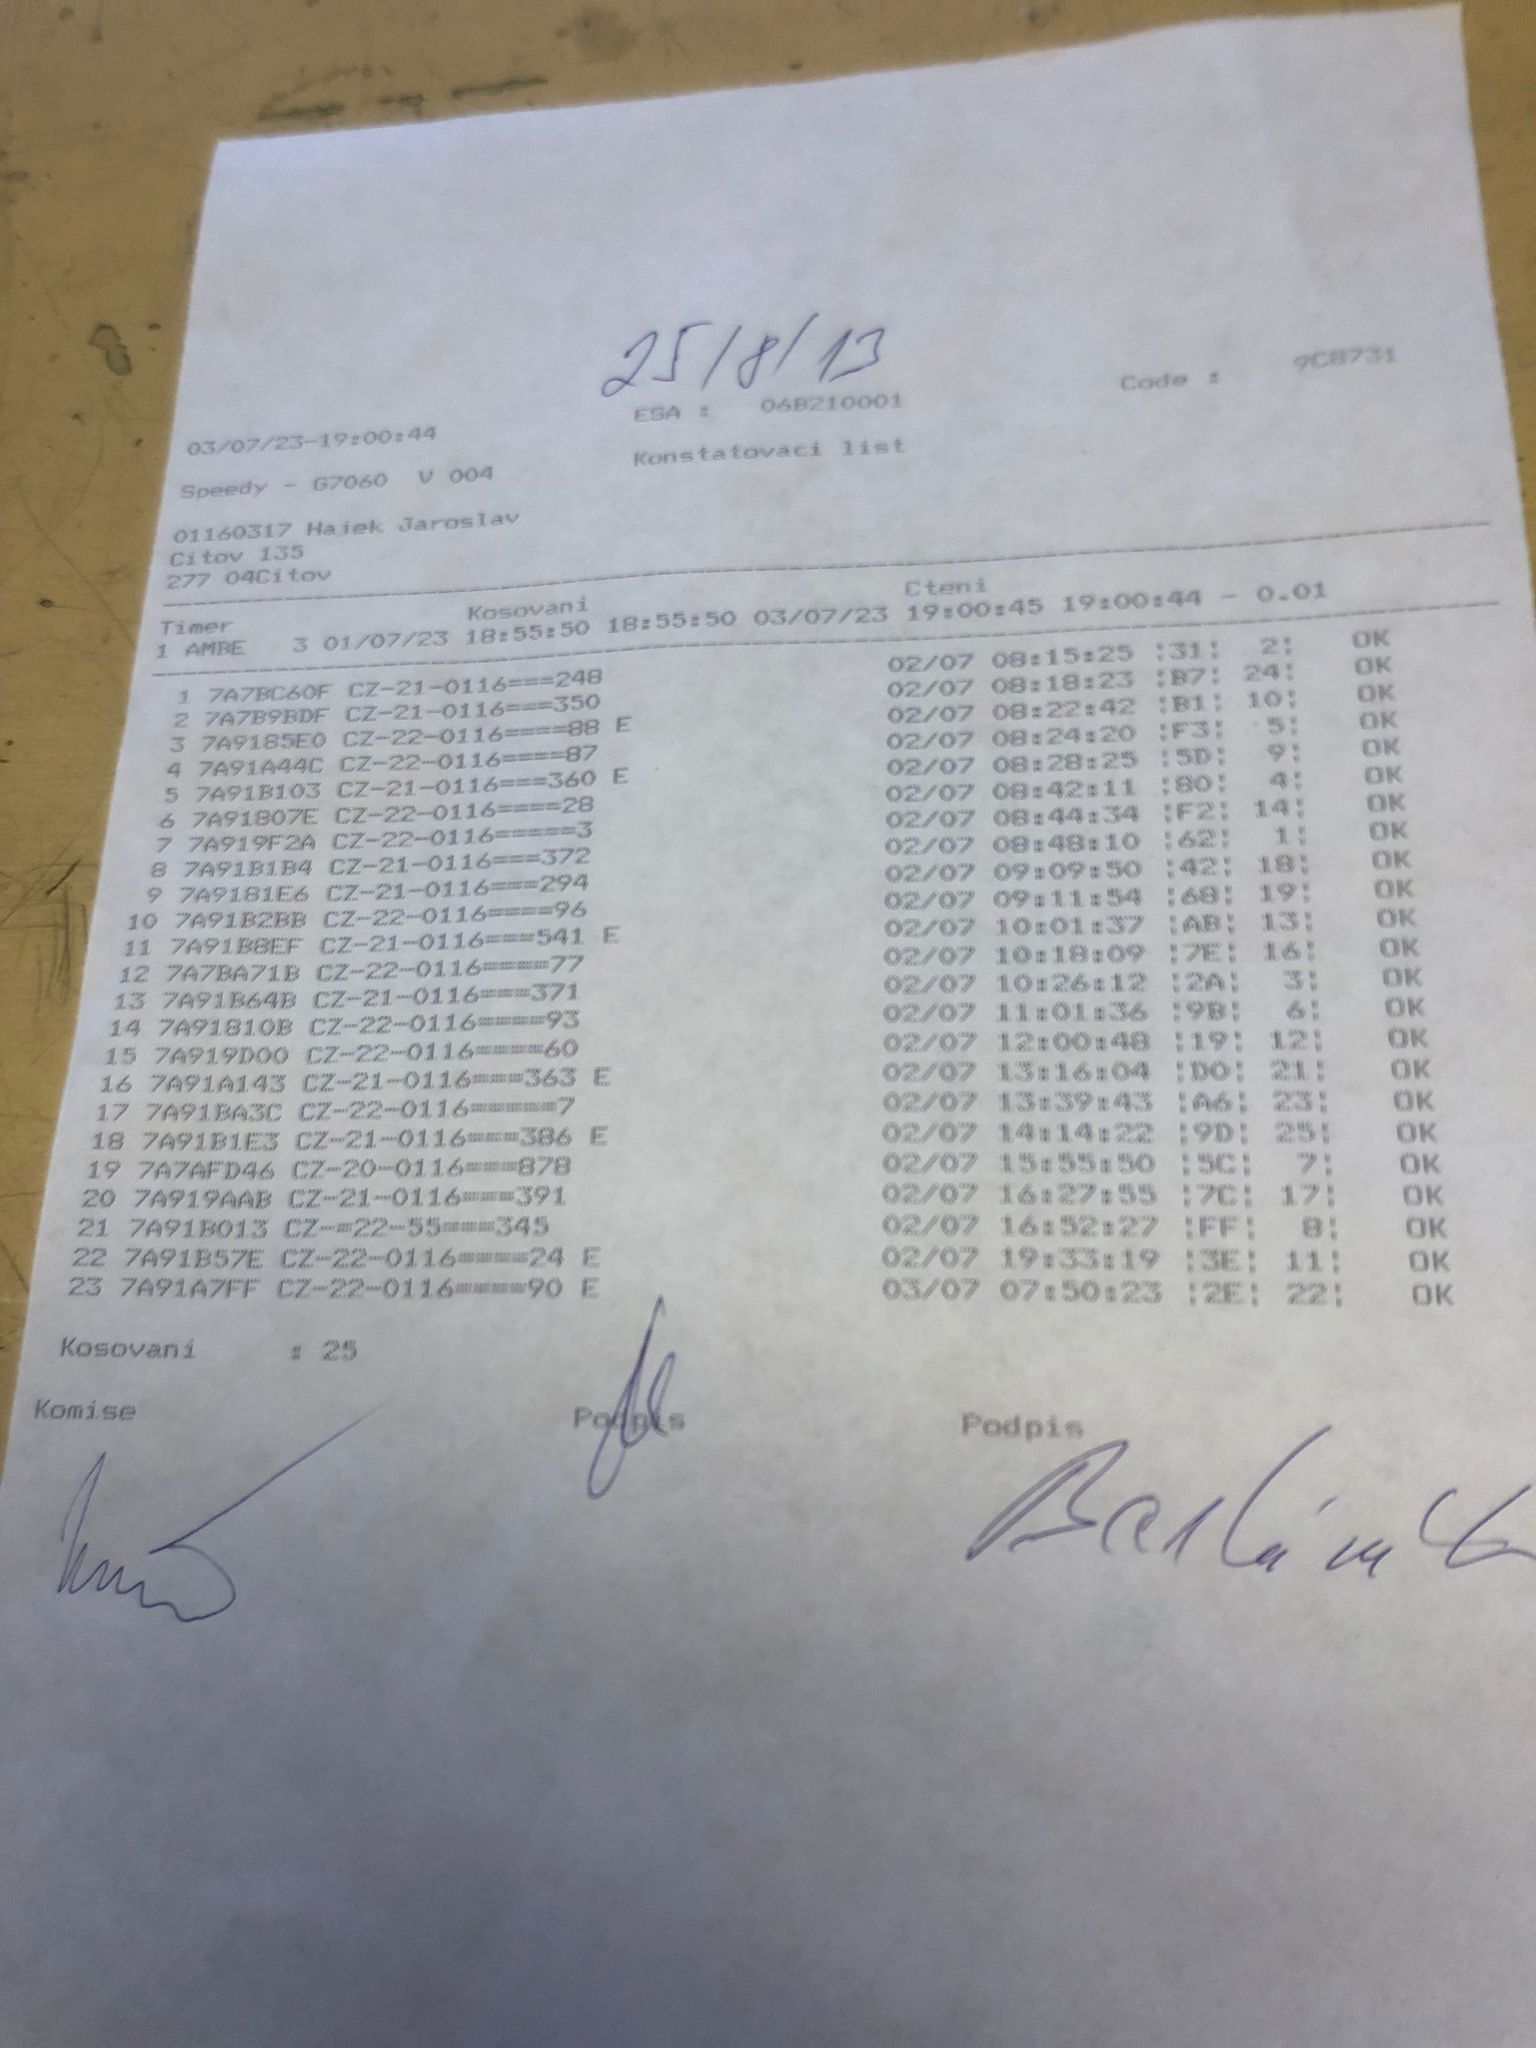 25/8/13
ESA : 06B210001 Code : 9C8731
03/07/23-19:00:44 Konstatovaci list
Speedy - G7060 V 004
01160317 Hajek Jaroslav
Citov 135
277 04Citov
Timer Kosovani Cteni
1 AMBE 3 01/07/23 18:55:50 18:55:50 03/07/23 19:00:45 19:00:44 - 0.01
1 7A7BC60F CZ-21-0116===248 02/07 08:15:25 :31: 2: OK
2 7A7B9BDF CZ-21-0116===350 02/07 08:18:23 :B7: 24: OK
3 7A9185E0 CZ-22-0116====88 E 02/07 08:22:42 :B1: 10: OK
4 7A91A44C CZ-22-0116====87 02/07 08:24:20 :F3: 5: OK
5 7A91B103 CZ-21-0116===360 E 02/07 08:28:25 :5D: 9: OK
6 7A91807E CZ-22-0116====28 02/07 08:42:11 :80: 4: OK
7 7A919F2A CZ-22-0116=====3 02/07 08:44:34 :F2: 14: OK
8 7A91B1B4 CZ-21-0116===372 02/07 08:48:10 :62: 1: OK
9 7A9181E6 CZ-21-0116===294 02/07 09:09:50 :42: 18: OK
10 7A91B2BB CZ-22-0116====96 02/07 09:11:54 :68: 19: OK
11 7A91B8EF CZ-21-0116===541 E 02/07 10:01:37 :AB: 13: OK
12 7A7BA71B CZ-22-0116====77 02/07 10:18:09 :7E: 16: OK
13 7A91B64B CZ-21-0116===371 02/07 10:26:12 :2A: 3: OK
14 7A91810B CZ-22-0116====93 02/07 11:01:36 :9B: 6: OK
15 7A919D00 CZ-22-0116====60 02/07 12:00:48 :19: 12: OK
16 7A91A143 CZ-21-0116===363 E 02/07 13:16:04 :D0: 21: OK
17 7A91BA3C CZ-22-0116=====7 02/07 13:39:43 :A6: 23: OK
18 7A91B1E3 CZ-21-0116===386 E 02/07 14:14:22 :9D: 25: OK
19 7A7AFD46 CZ-20-0116===878 02/07 15:55:50 :5C: 7: OK
20 7A919AAB CZ-21-0116===391 02/07 16:27:55 :7C: 17: OK
21 7A91B013 CZ-=22-55===345 02/07 16:52:27 :FF: 8: OK
22 7A91B57E CZ-22-0116====24 E 02/07 19:33:19 :3E: 11: OK
23 7A91A7FF CZ-22-0116====90 E 03/07 07:50:23 :2E: 22: OK
Kosovani : 25
Komise Podpis Podpis